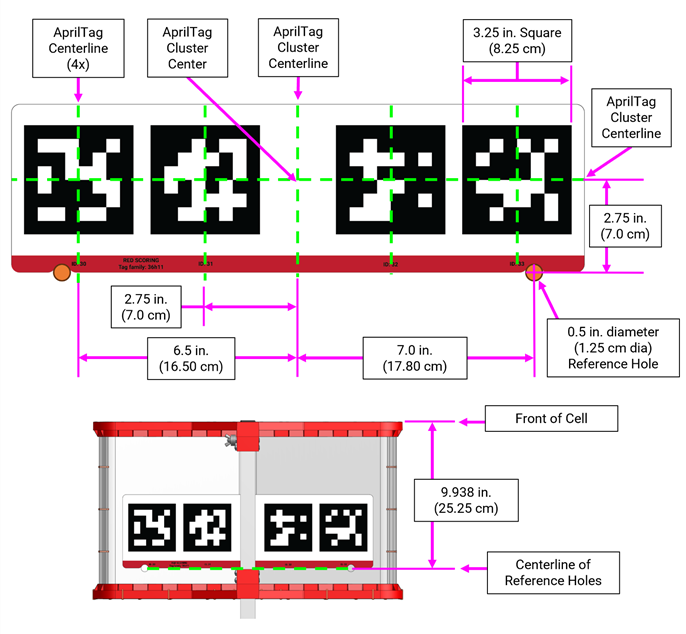 AprilTag
Centerline
(4x)
AprilTag
Cluster
Center
AprilTag
Cluster
Centerline
3.25 in. Square
(8.25 cm)
AprilTag
Cluster
Centerline
2.75 in.
(7.0 cm)
RED SCORING
Tag family: 36h11
2.75 in.
(7.0 cm)
6.5 in.
(16.50 cm)
7.0 in.
(17.80 cm)
0.5 in. diameter
(1.25 cm dia)
Reference Hole
Front of Cell
9.938 in.
(25.25 cm)
Centerline of
Reference Holes